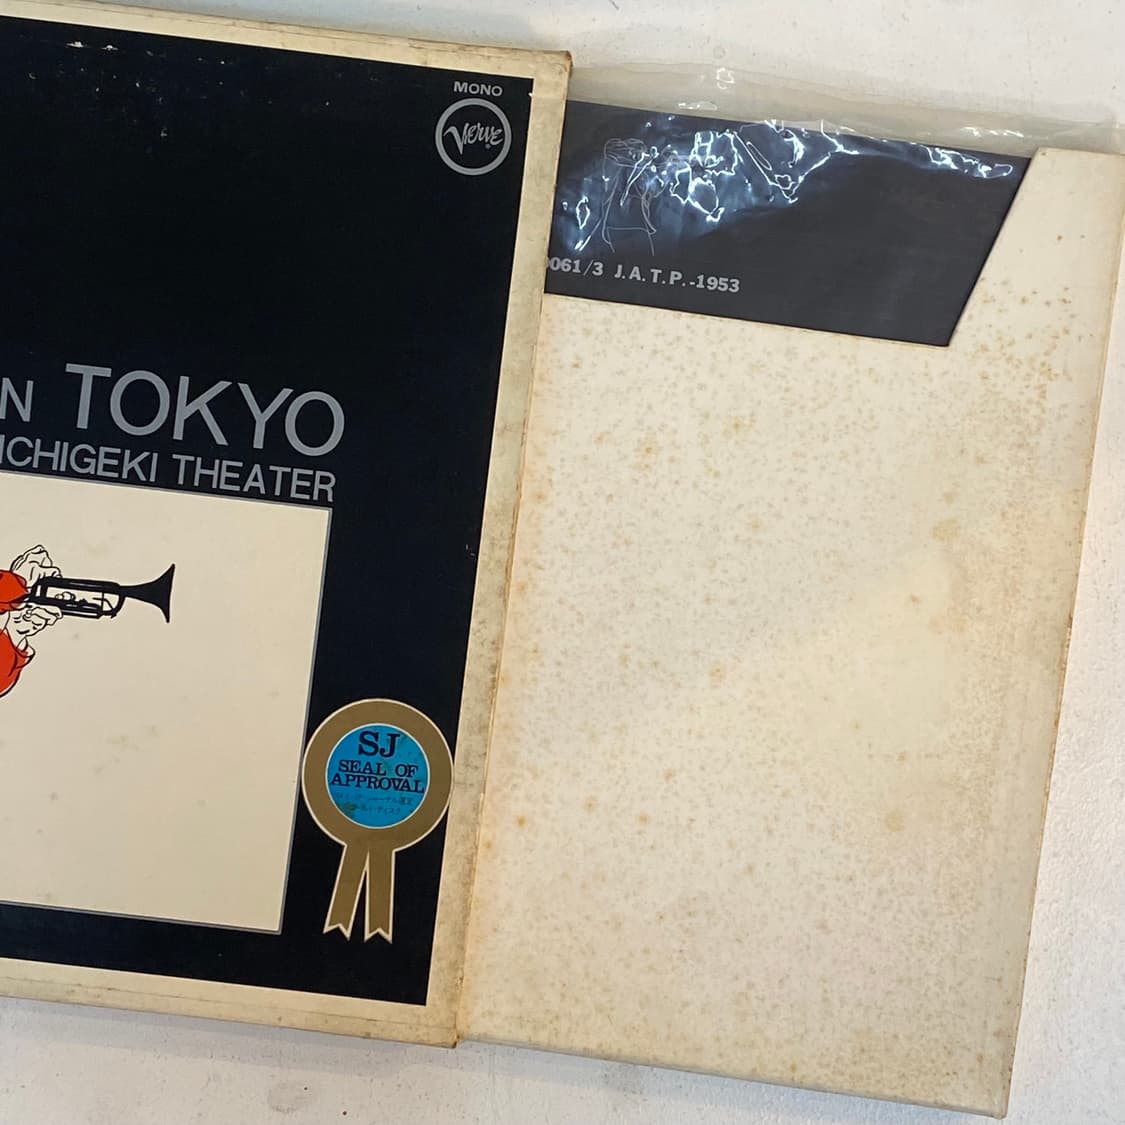 MONO
Verve
N TOKYO
ICHIGEKI THEATER
SJ
SEAL OF
APPROVAL
061/3 J.A.T.P.-1953